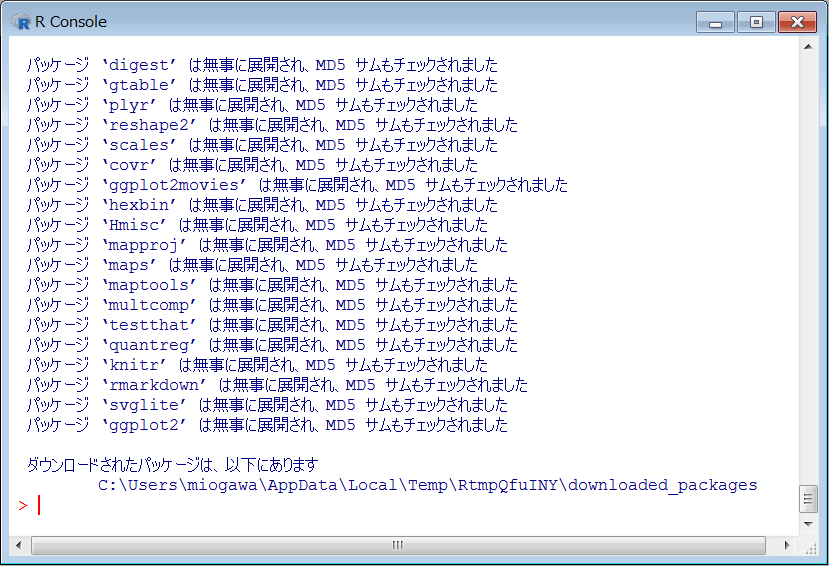 R Console
パッケージ ‘digest’ は無事に展開され、MD5 サムもチェックされました
パッケージ ‘gtable’ は無事に展開され、MD5 サムもチェックされました
パッケージ ‘plyr’ は無事に展開され、MD5 サムもチェックされました
パッケージ ‘reshape2’ は無事に展開され、MD5 サムもチェックされました
パッケージ ‘scales’ は無事に展開され、MD5 サムもチェックされました
パッケージ ‘covr’ は無事に展開され、MD5 サムもチェックされました
パッケージ ‘ggplot2movies’ は無事に展開され、MD5 サムもチェックされました
パッケージ ‘hexbin’ は無事に展開され、MD5 サムもチェックされました
パッケージ ‘Hmisc’ は無事に展開され、MD5 サムもチェックされました
パッケージ ‘mapproj’ は無事に展開され、MD5 サムもチェックされました
パッケージ ‘maps’ は無事に展開され、MD5 サムもチェックされました
パッケージ ‘maptools’ は無事に展開され、MD5 サムもチェックされました
パッケージ ‘multcomp’ は無事に展開され、MD5 サムもチェックされました
パッケージ ‘testthat’ は無事に展開され、MD5 サムもチェックされました
パッケージ ‘quantreg’ は無事に展開され、MD5 サムもチェックされました
パッケージ ‘knitr’ は無事に展開され、MD5 サムもチェックされました
パッケージ ‘rmarkdown’ は無事に展開され、MD5 サムもチェックされました
パッケージ ‘svglite’ は無事に展開され、MD5 サムもチェックされました
パッケージ ‘ggplot2’ は無事に展開され、MD5 サムもチェックされました
ダウンロードされたパッケージは、以下にあります
C:\Users\miogawa\AppData\Local\Temp\RtmpQfuINY\downloaded_packages
>